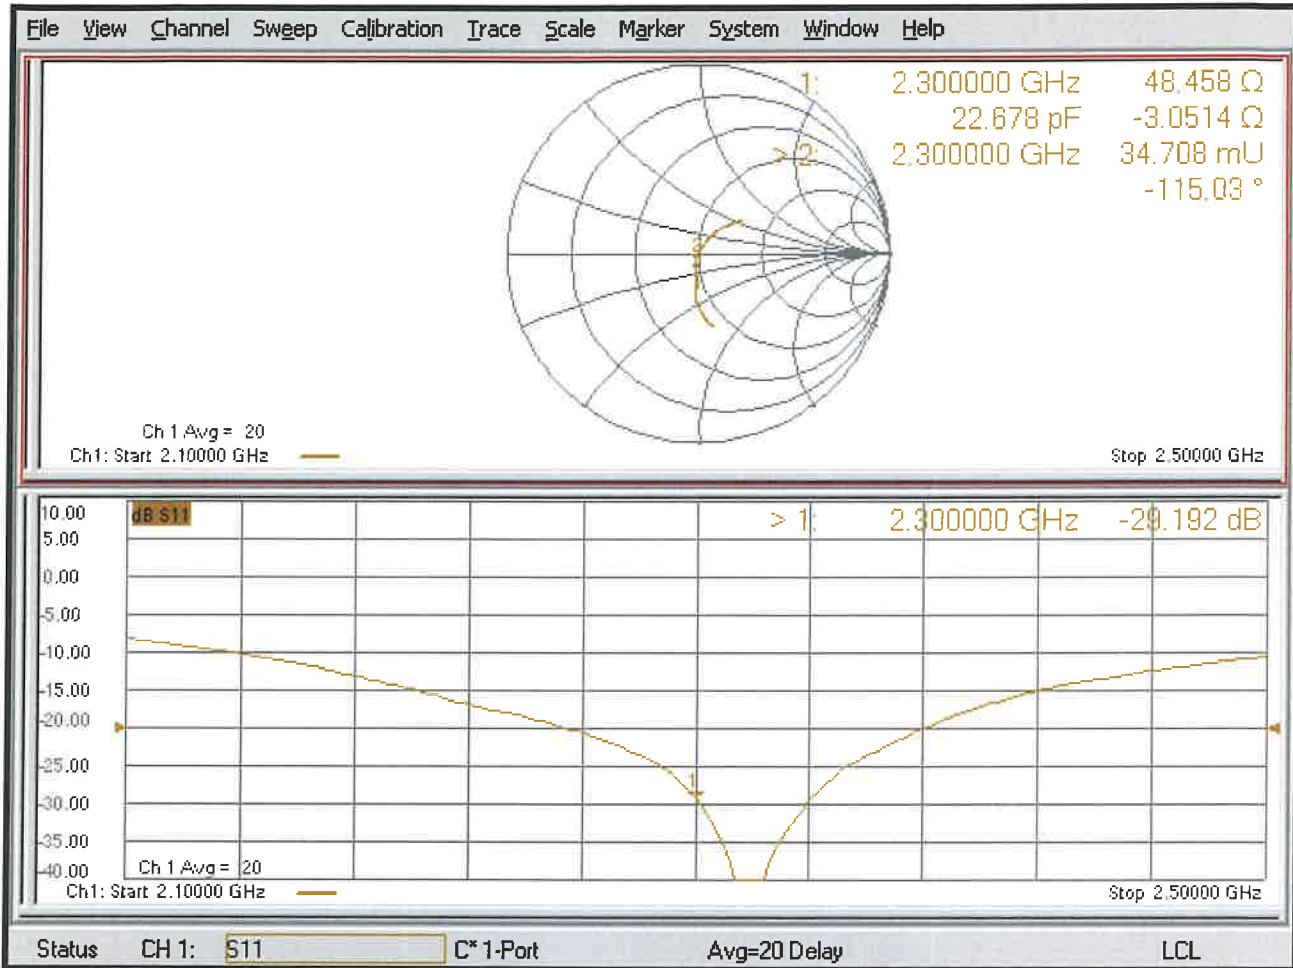 File View Channel Sweep Calibration Trace Scale Marker System Window Help
1: 2.300000 GHz 48.458 Ω
22.678 pF -3.0514 Ω
> 2: 2.300000 GHz 34.708 mU
-115.03 °
Ch 1 Avg = 20
Ch1: Start 2.10000 GHz
Stop 2.50000 GHz
10.00
dB S11
> 1: 2.300000 GHz -29.192 dB
5.00
0.00
-5.00
-10.00
-15.00
-20.00
-25.00
1
-30.00
-35.00
-40.00
Ch 1 Avg = 20
Ch1: Start 2.10000 GHz
Stop 2.50000 GHz
Status CH 1: S11 C* 1-Port Avg=20 Delay LCL